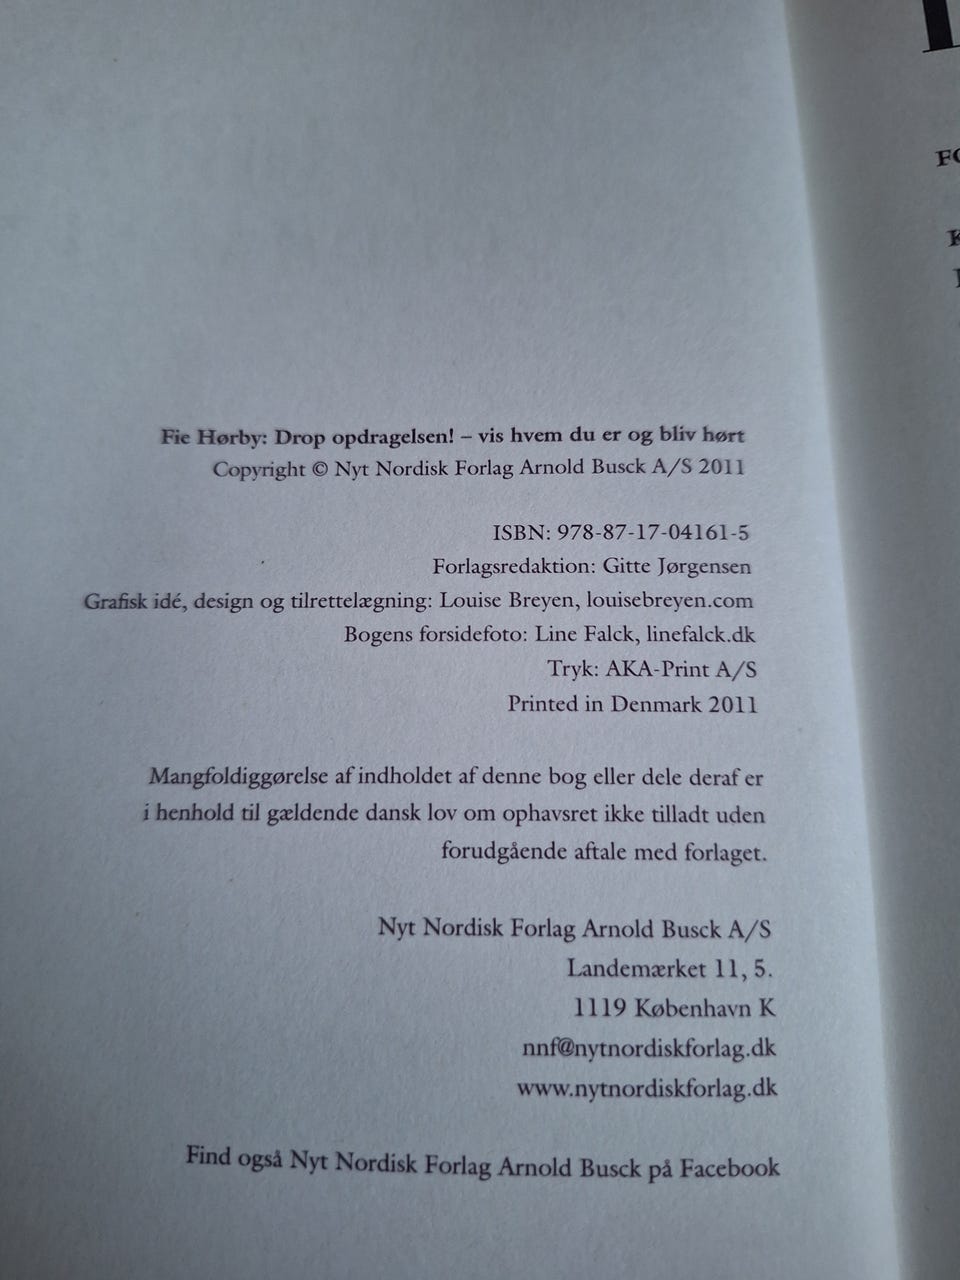 Fie Hørby: Drop opdragelsen! – vis hvem du er og bliv hørt
Copyright © Nyt Nordisk Forlag Arnold Busck A/S 2011
ISBN: 978-87-17-04161-5
Forlagsredaktion: Gitte Jørgensen
Grafisk idé, design og tilrettelægning: Louise Breyen, louisebreyen.com
Bogens forsidefoto: Line Falck, linefalck.dk
Tryk: AKA-Print A/S
Printed in Denmark 2011
Mangfoldiggørelse af indholdet af denne bog eller dele deraf er
i henhold til gældende dansk lov om ophavsret ikke tilladt uden
forudgående aftale med forlaget.
Nyt Nordisk Forlag Arnold Busck A/S
Landemærket 11, 5.
1119 København K
nnf@nytnordiskforlag.dk
www.nytnordiskforlag.dk
Find også Nyt Nordisk Forlag Arnold Busck på Facebook